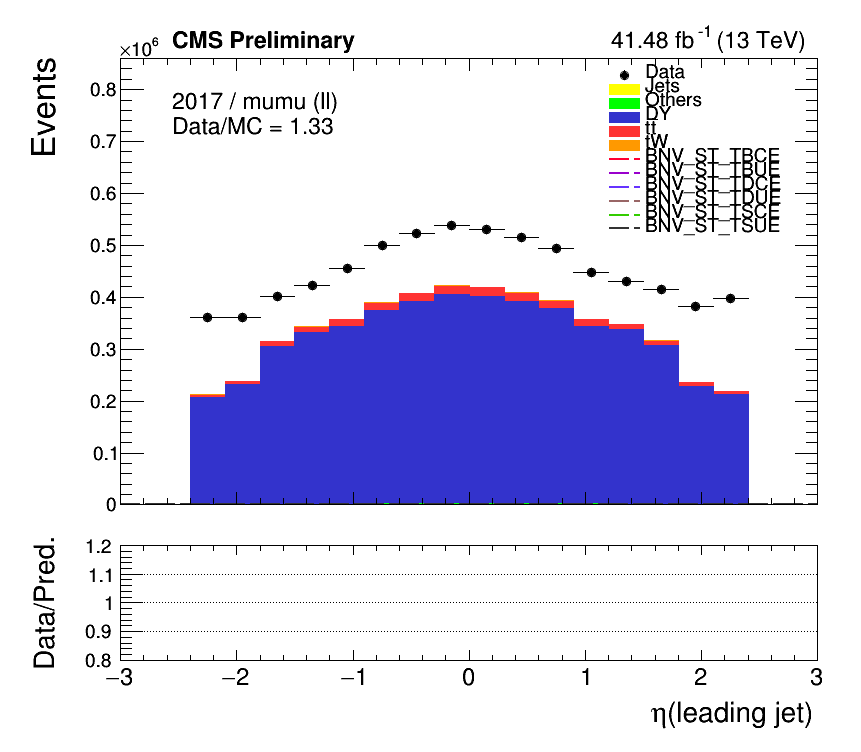 ×10⁶ CMS Preliminary 41.48 fb⁻¹ (13 TeV)
Events
2017 / mumu (ll)
Data/MC = 1.33
Data
Jets
Others
DY
tt
tW
BNV_ST_TBCE
BNV_ST_TBUE
BNV_ST_TDCE
BNV_ST_TDUE
BNV_ST_TSCE
BNV_ST_TSUE
0.8
0.7
0.6
0.5
0.4
0.3
0.2
0.1
0
Data/Pred.
1.2
1.1
1
0.9
0.8
−3 −2 −1 0 1 2 3
η(leading jet)